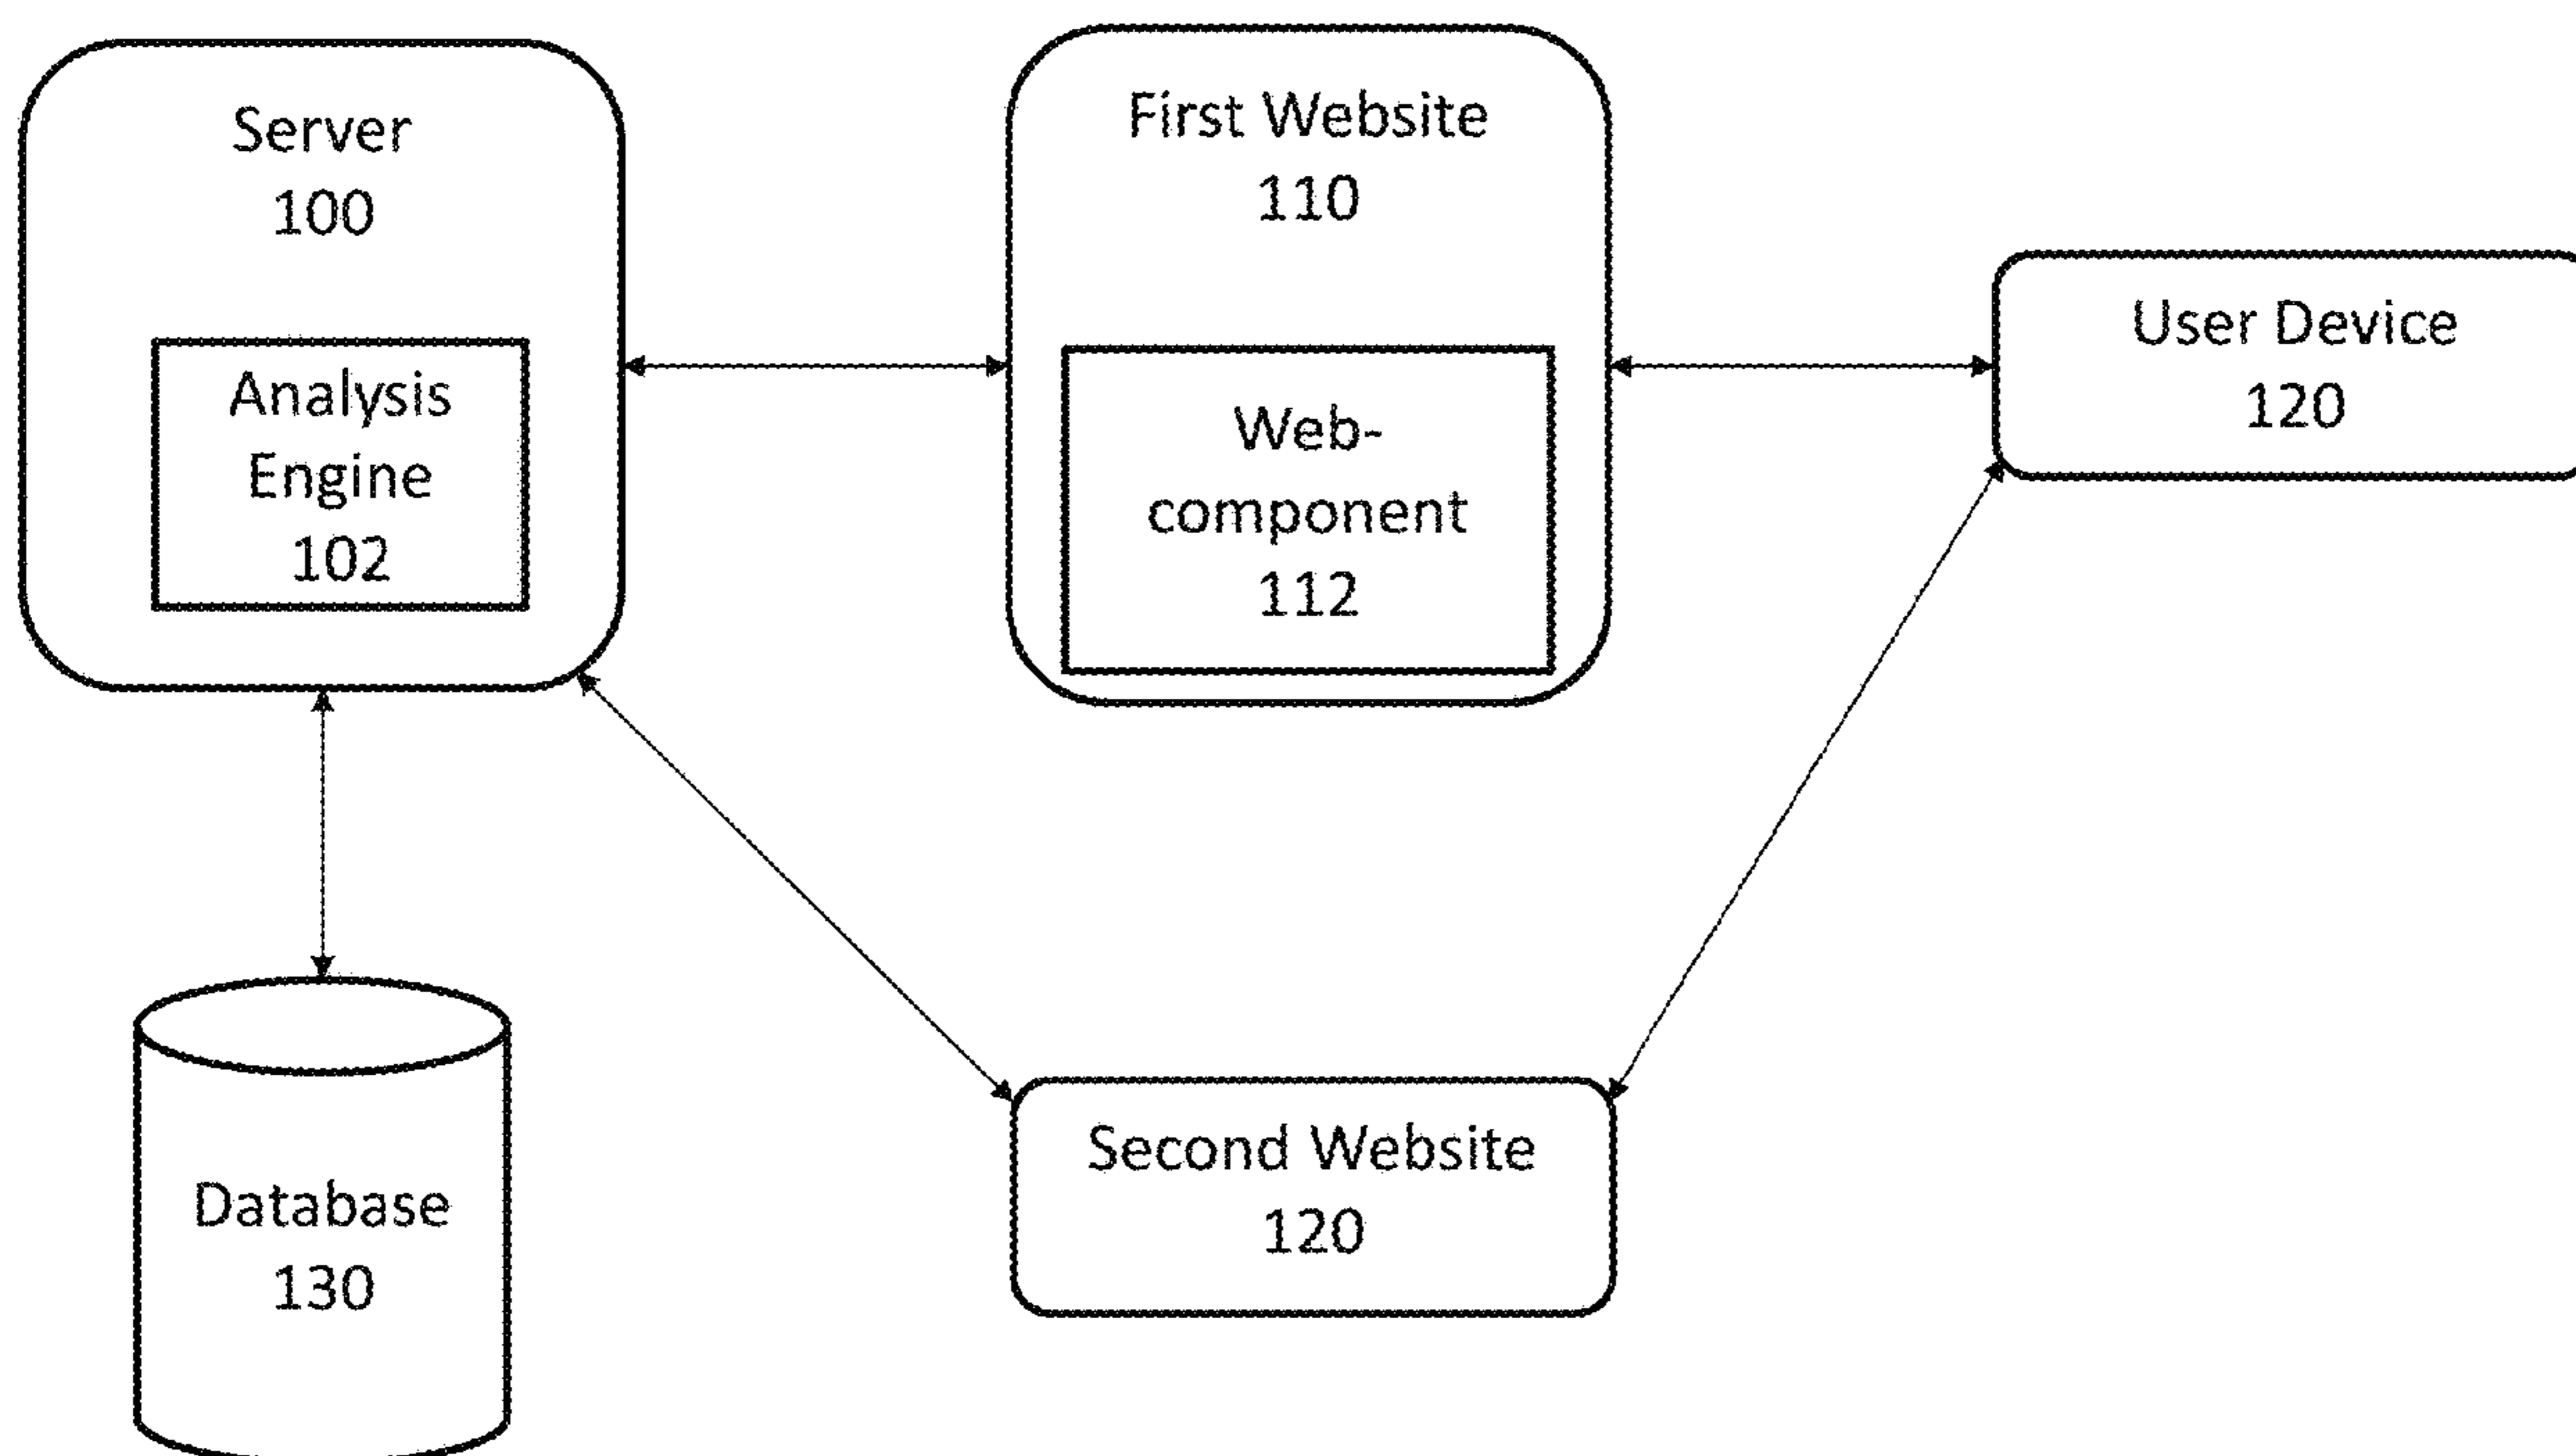 Server
100
Analysis
Engine
102
First Website
110
Web-
component
112
User Device
120
Database
130
Second Website
120